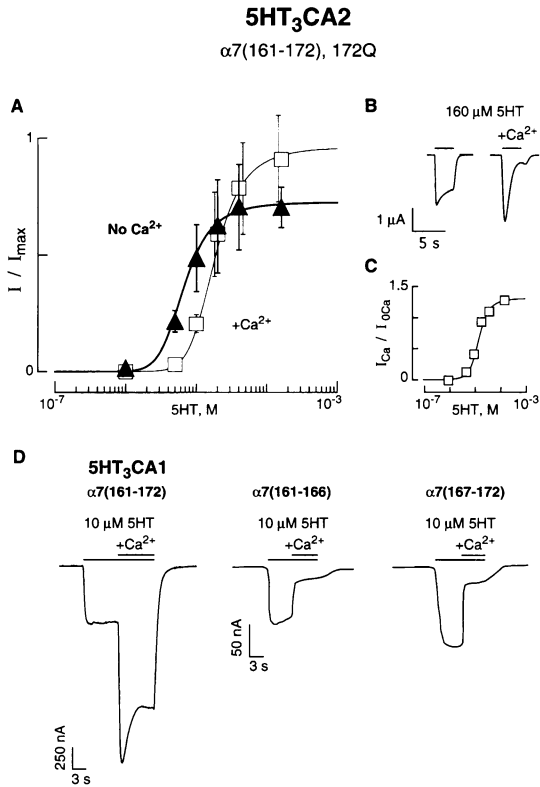 5HT₃CA2
α7(161-172), 172Q
A
B
160 µM 5HT
+Ca²⁺
1
No Ca²⁺
I / Iₘₐₓ
+Ca²⁺
0
10⁻⁷
5HT, M
10⁻³
1 µA
5 s
C
1.5
I_Ca / I_0Ca
0
10⁻⁷
10⁻³
5HT, M
D
5HT₃CA1
α7(161-172)
α7(161-166)
α7(167-172)
10 µM 5HT
10 µM 5HT
10 µM 5HT
+Ca²⁺
+Ca²⁺
+Ca²⁺
50 nA
3 s
250 nA
3 s